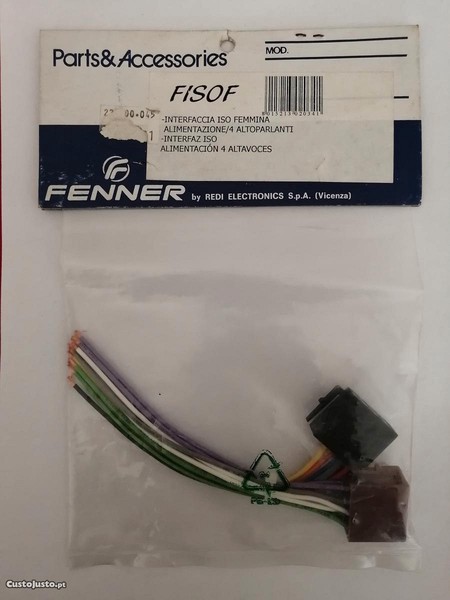 Parts&Accessories
MOD.
FISOF
-INTERFACCIA ISO FEMMINA
ALIMENTAZIONE/4 ALTOPARLANTI
-INTERFAZ ISO
ALIMENTACIÓN 4 ALTAVOCES
FENNER by REDI ELECTRONICS S.p.A. (Vicenza)
CustoJusto.pt